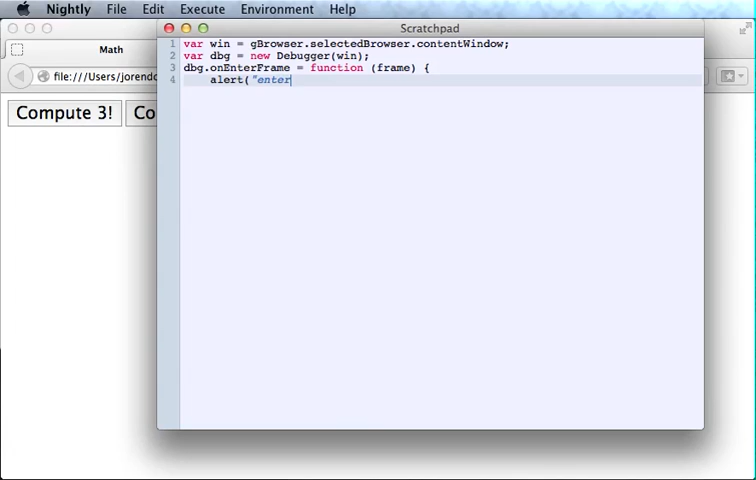 Nightly File Edit Execute Environment Help
Scratchpad
1 var win = gBrowser.selectedBrowser.contentWindow;
2 var dbg = new Debugger(win);
3 dbg.onEnterFrame = function (frame) {
4 alert("enter
Math
file:///Users/jorendo
Compute 3!
Co